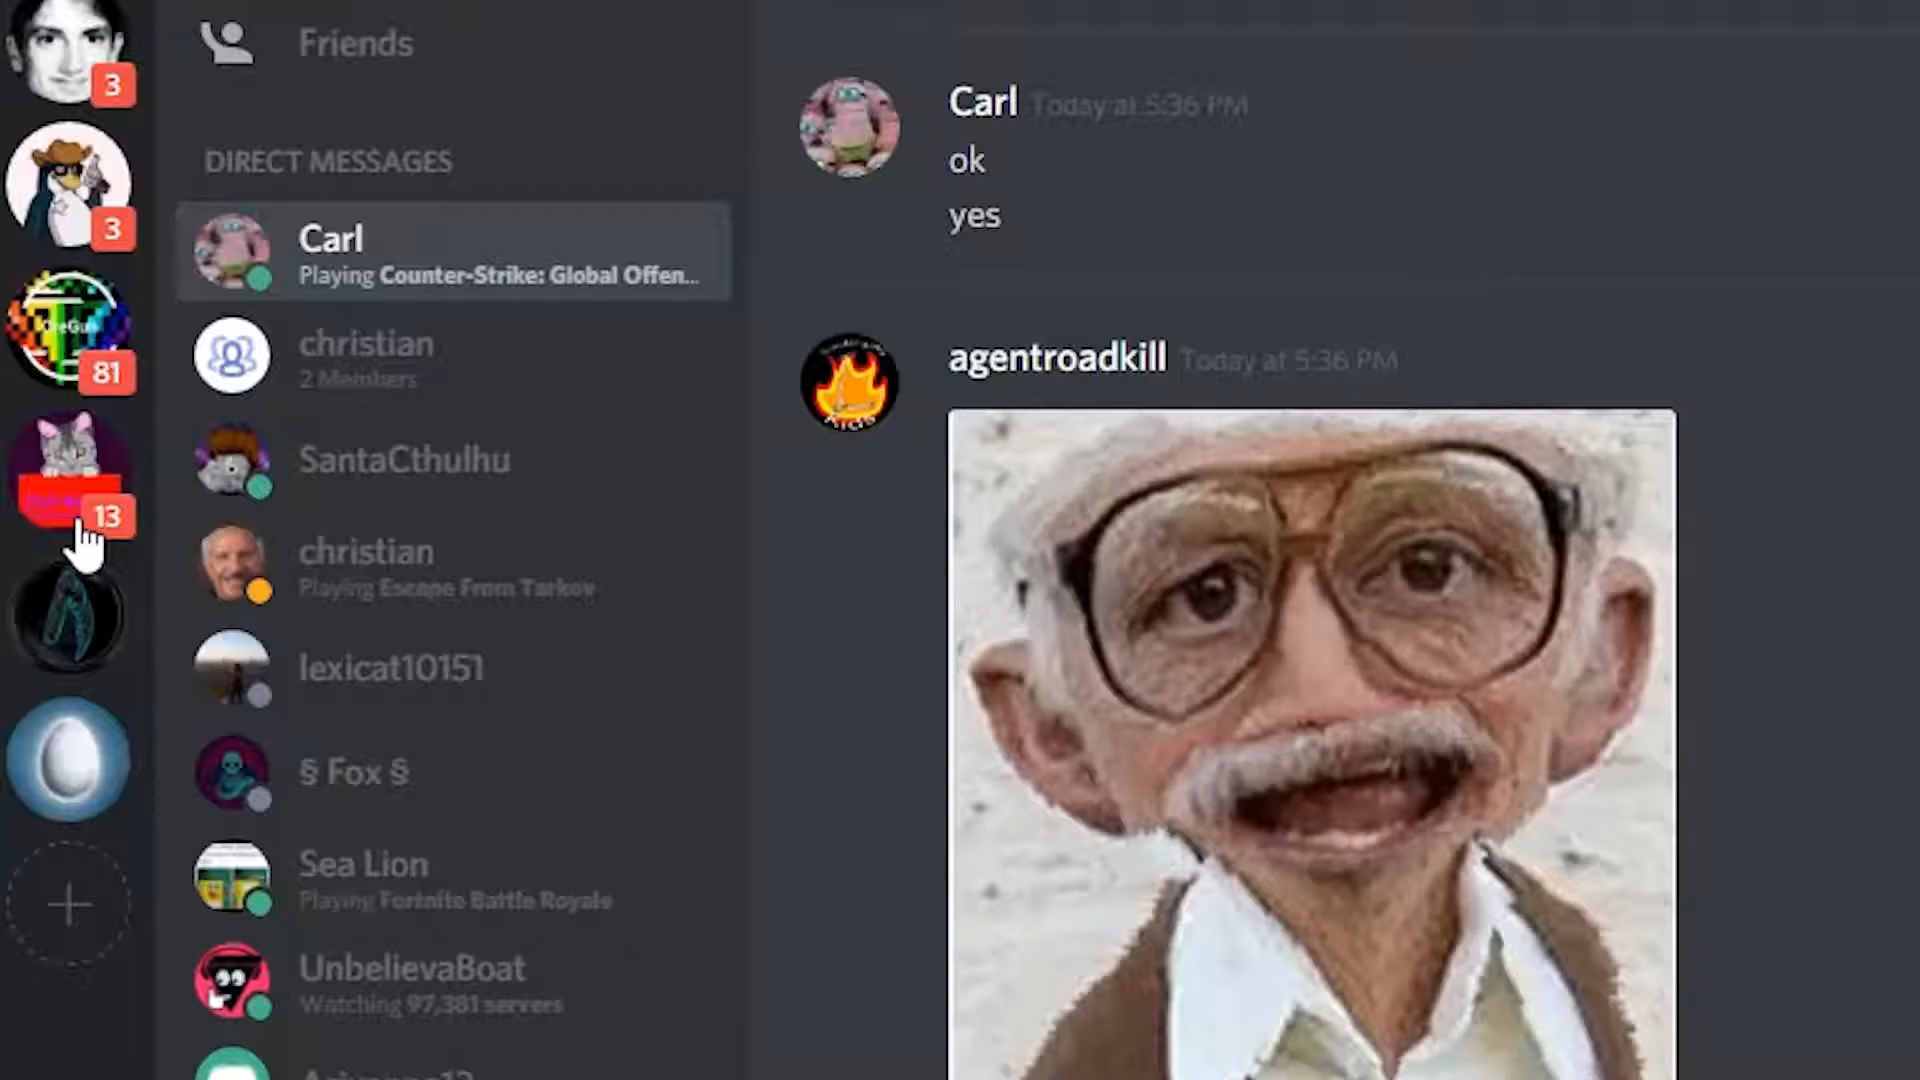 3
Friends
3
DIRECT MESSAGES
81
Carl
Playing Counter-Strike: Global Offen...
christian
2 Members
13
SantaCthulhu
christian
Playing Escape From Tarkov
lexicat10151
§ Fox §
Sea Lion
Playing Fortnite Battle Royale
UnbelievaBoat
Watching 97,381 servers
Carl Today at 5:36 PM
ok
yes
agentroadkill Today at 5:36 PM